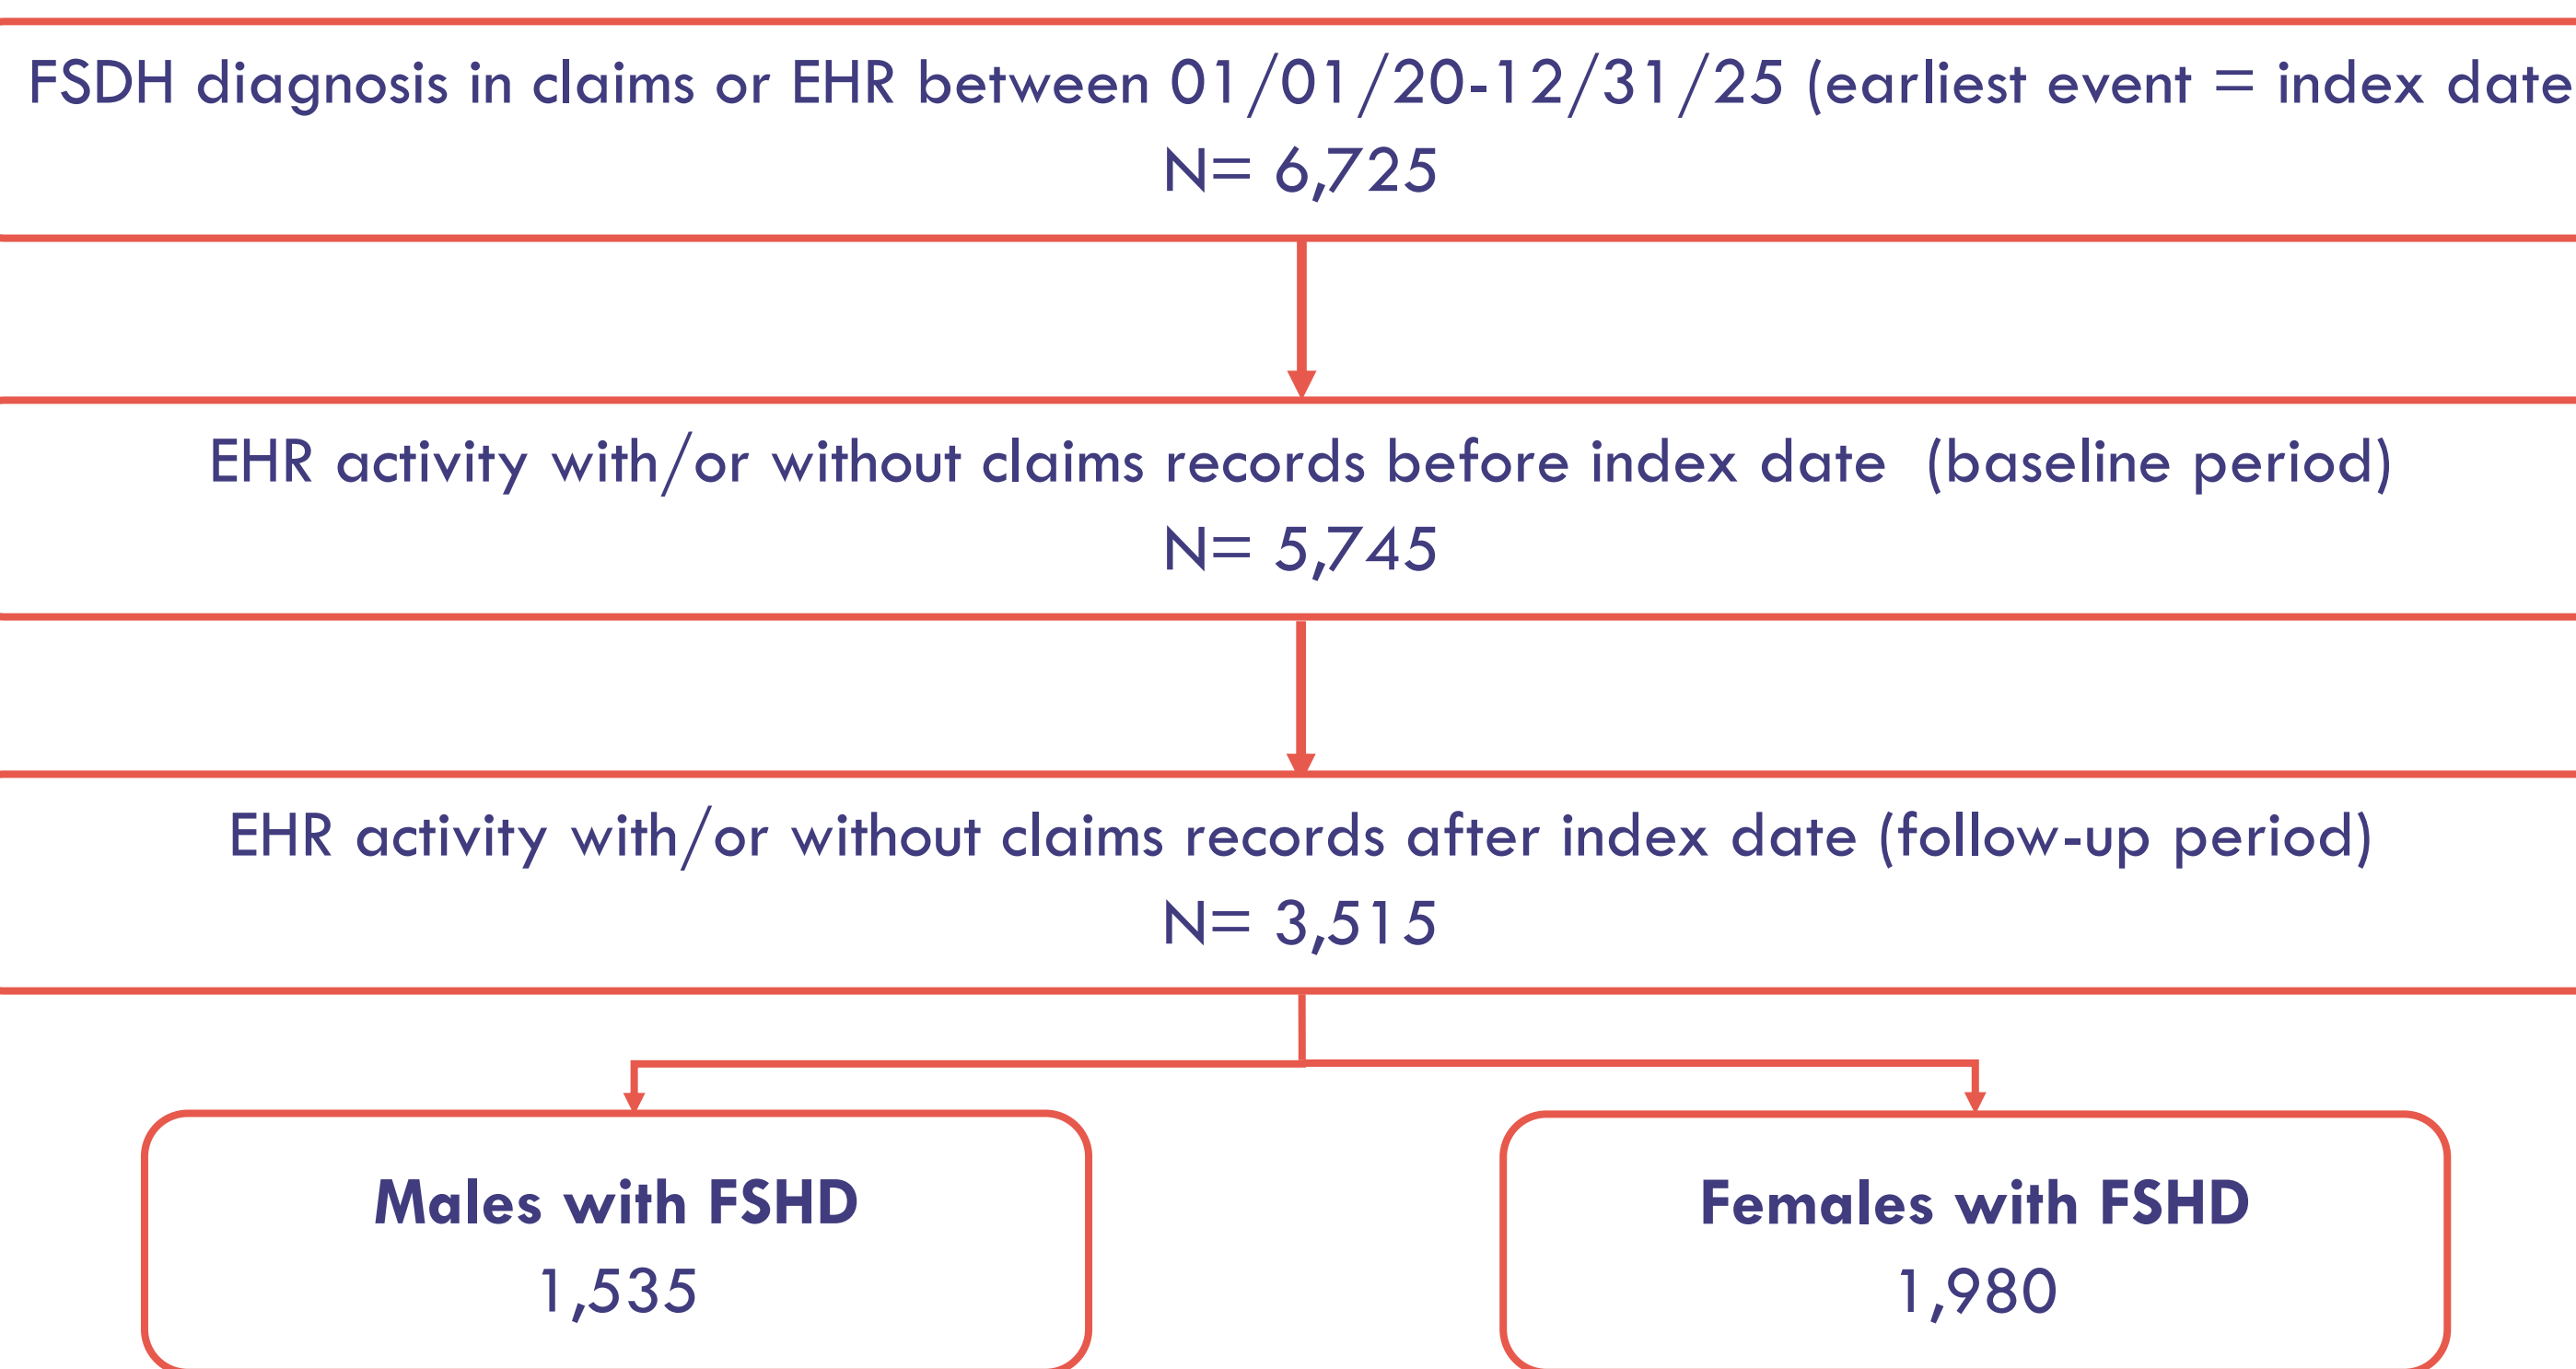 FSDH diagnosis in claims or EHR between 01/01/20-12/31/25 (earliest event = index date
N= 6,725
EHR activity with/or without claims records before index date (baseline period)
N= 5,745
EHR activity with/or without claims records after index date (follow-up period)
N= 3,515
Males with FSHD
1,535
Females with FSHD
1,980